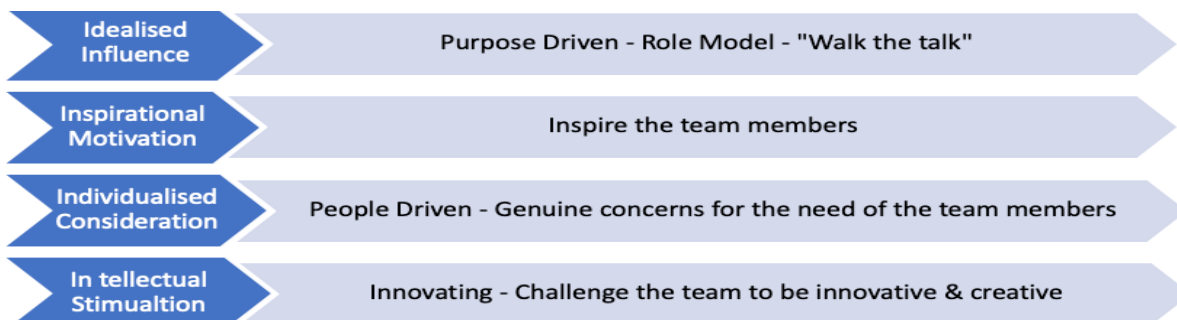 Idealised
Influence
Purpose Driven - Role Model - "Walk the talk"
Inspirational
Motivation
Inspire the team members
Individualised
Consideration
People Driven - Genuine concerns for the need of the team members
In tellectual
Stimualtion
Innovating - Challenge the team to be innovative & creative